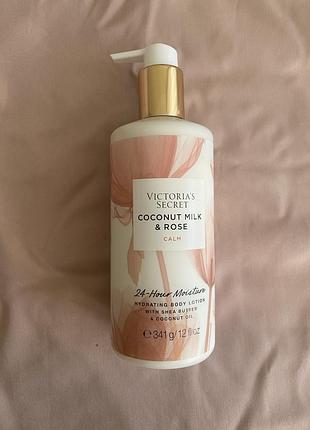 VICTORIA'S
SECRET
COCONUT MILK
& ROSE
CALM
24-Hour Moisture
HYDRATING BODY LOTION
WITH SHEA BUTTER
& COCONUT OIL
℮ 341 g/12 fl oz